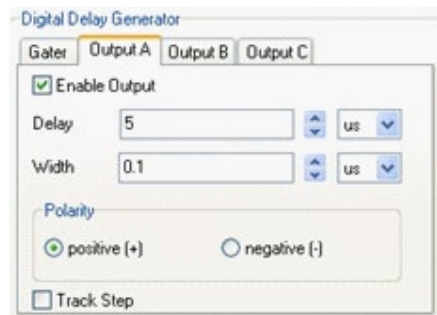 Digital Delay Generator
Gater Output A Output B Output C
Enable Output
Delay 5 us
Width 0.1 us
Polarity
positive (+) negative (-)
Track Step